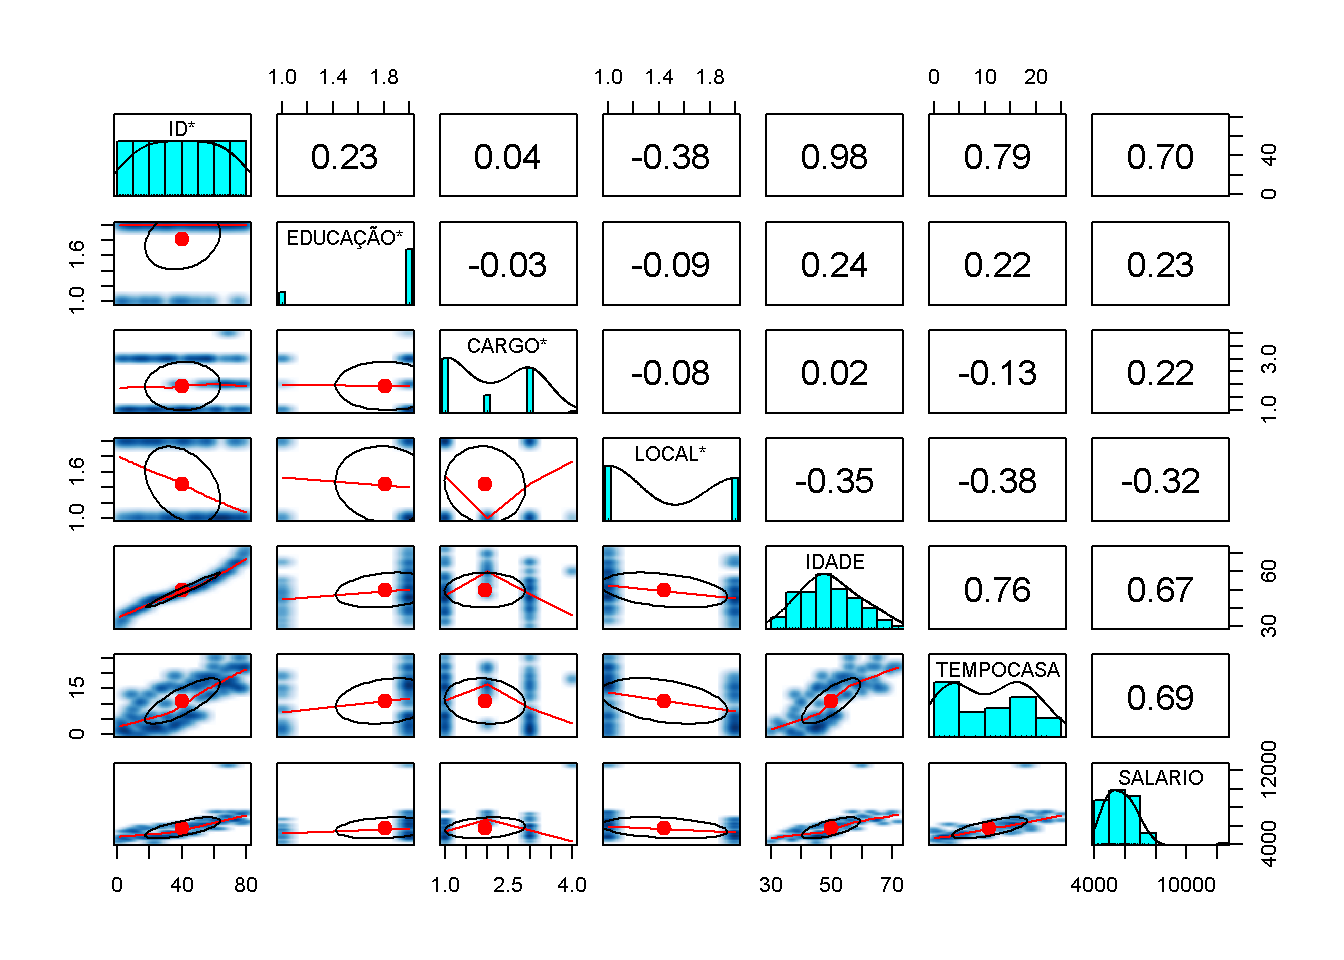 1.0 1.4 1.8 1.0 1.4 1.8 0 10 20
ID* 0.23 0.04 -0.38 0.98 0.79 0.70 0 40
1.0 1.6 EDUCAÇÃO* -0.03 -0.09 0.24 0.22 0.23
CARGO* -0.08 0.02 -0.13 0.22 1.0 3.0
1.0 1.6 LOCAL* -0.35 -0.38 -0.32
IDADE 0.76 0.67 30 60
0 15 TEMPOCASA 0.69
SALARIO 4000 12000
0 40 80 1.0 2.5 4.0 30 50 70 4000 10000